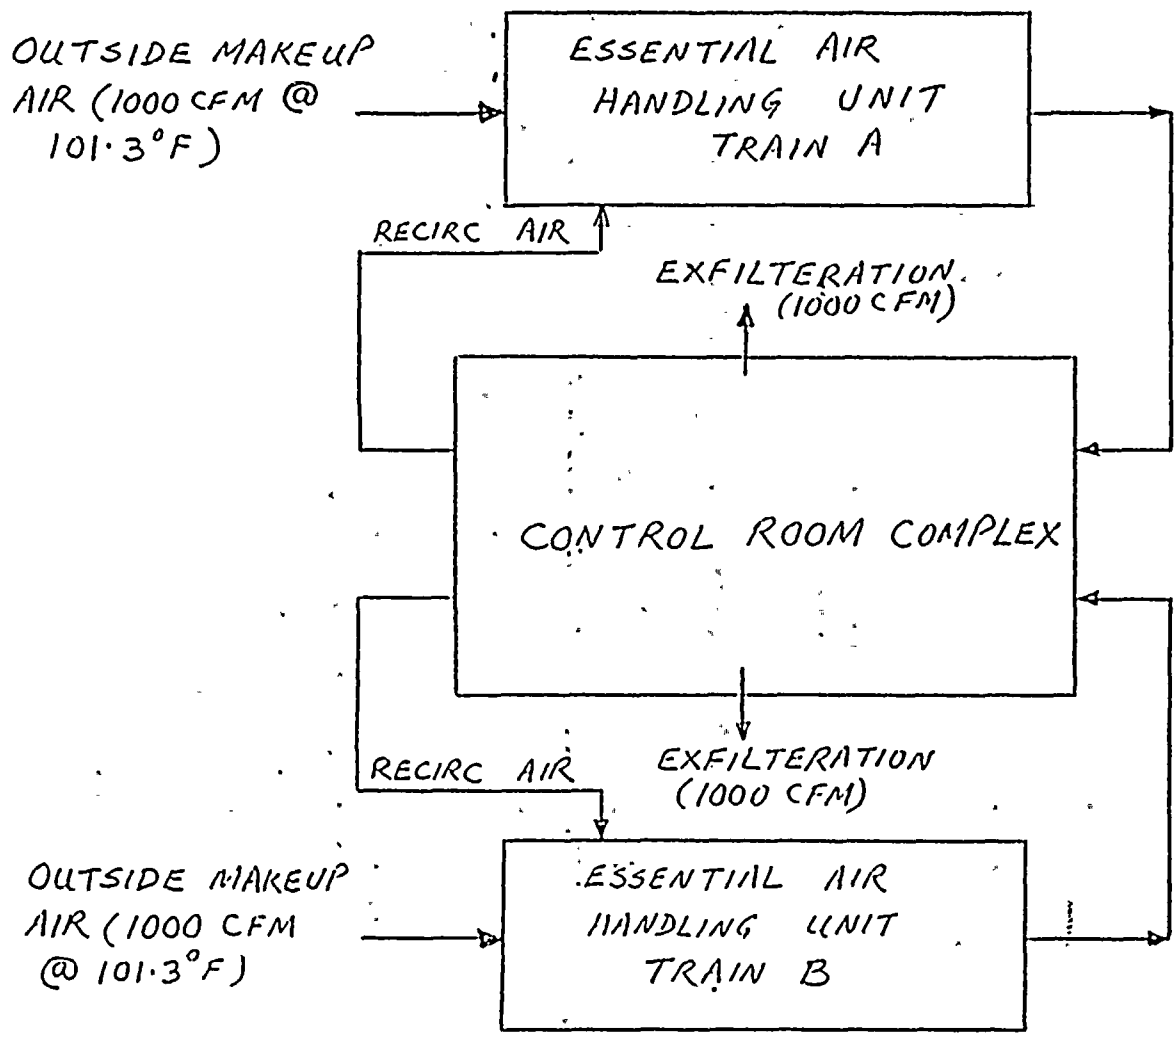 OUTSIDE MAKEUP
AIR (1000 CFM @
101.3°F)
ESSENTIAL AIR
HANDLING UNIT
TRAIN A
RECIRC AIR
EXFILTERATION
(1000 CFM)
CONTROL ROOM COMPLEX
RECIRC AIR
EXFILTERATION
(1000 CFM)
OUTSIDE MAKEUP
AIR (1000 CFM
@ 101.3°F)
ESSENTIAL AIR
HANDLING UNIT
TRAIN B